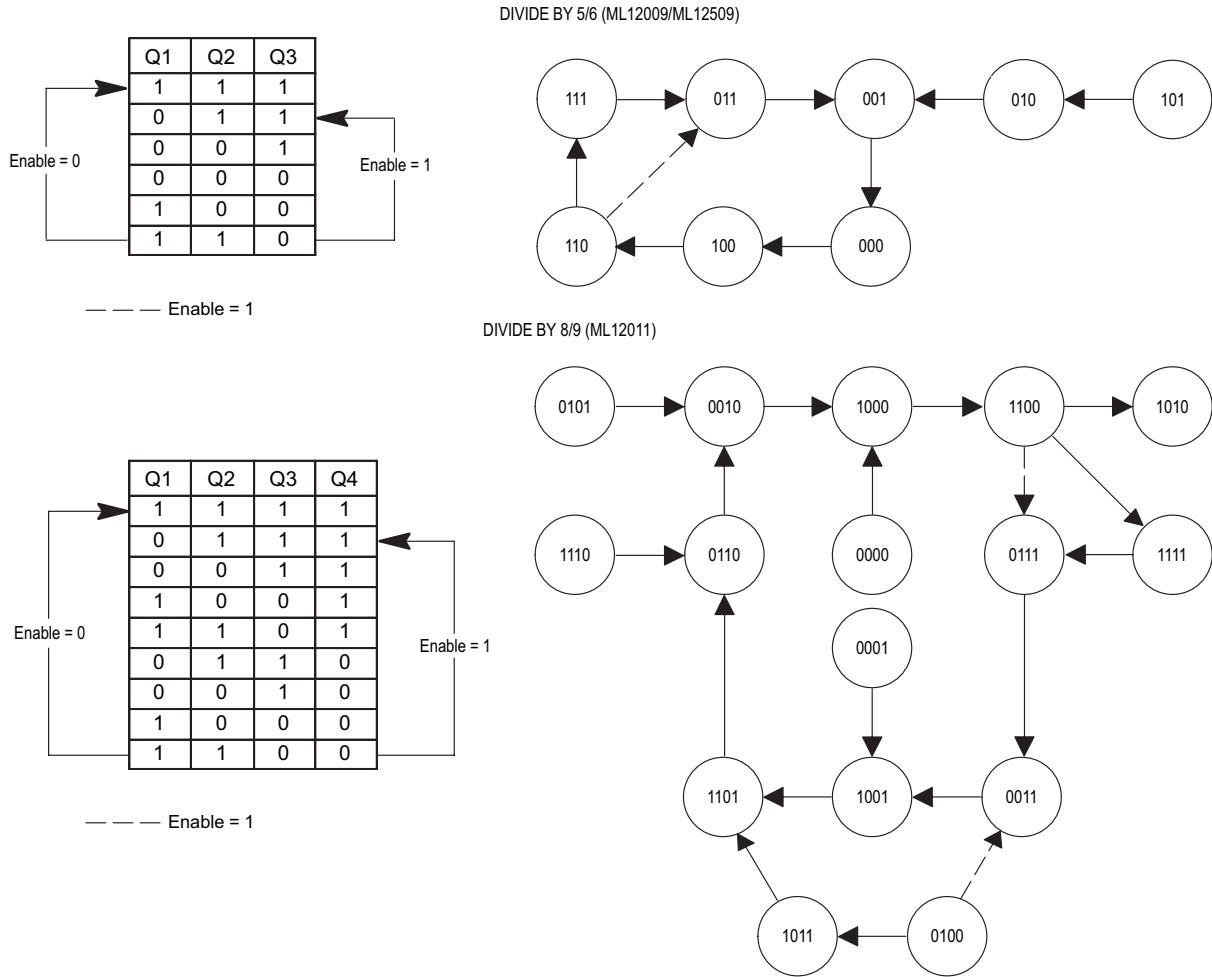 DIVIDE BY 5/6 (ML12009/ML12509)
Q1 Q2 Q3
1 1 1
0 1 1
0 0 1
0 0 0
1 0 0
1 1 0
Enable = 0
Enable = 1
Enable = 1
111 011 001 010 101
110 100 000
DIVIDE BY 8/9 (ML12011)
Q1 Q2 Q3 Q4
1 1 1 1
0 1 1 1
0 0 1 1
1 0 0 1
1 1 0 1
0 1 1 0
0 0 1 0
1 0 0 0
1 1 0 0
Enable = 0
Enable = 1
Enable = 1
0101 0010 1000 1100 1010
1110 0110 0000 0111 1111
0001
1101 1001 0011
1011 0100